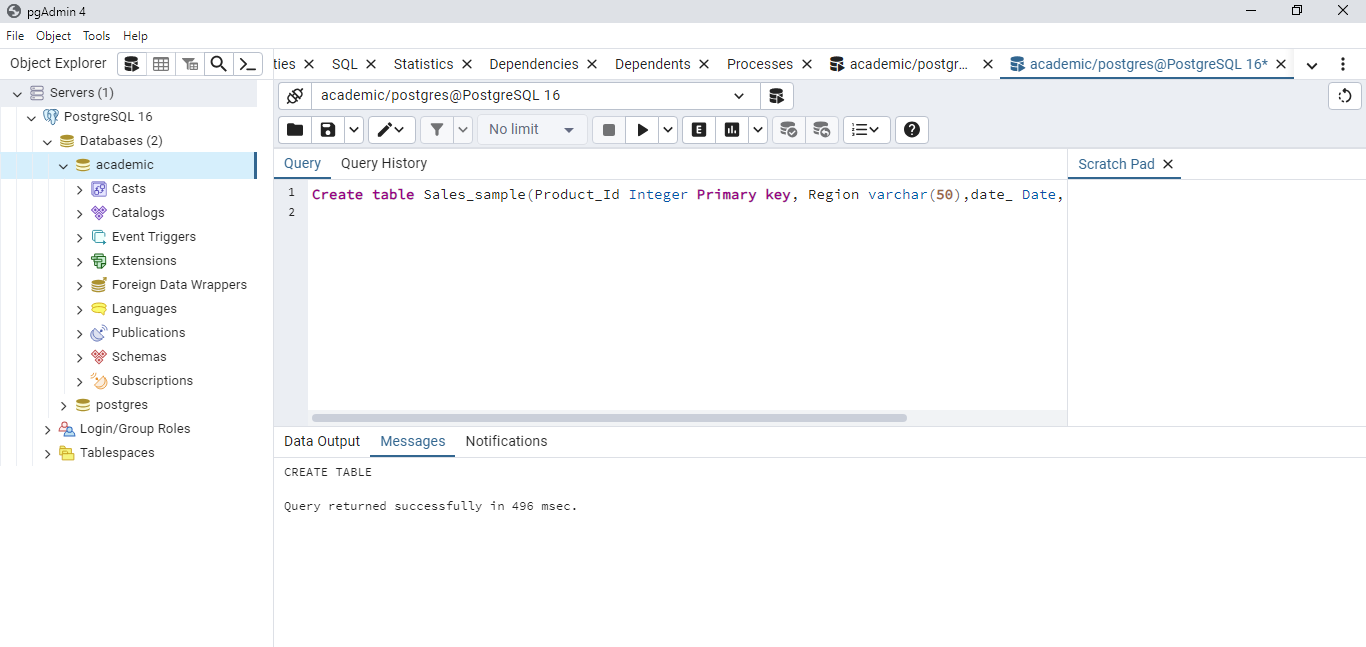 pgAdmin 4
File Object Tools Help
Object Explorer
ties SQL Statistics Dependencies Dependents Processes academic/postgr... academic/postgres@PostgreSQL 16*
Servers (1)
PostgreSQL 16
Databases (2)
academic
Casts
Catalogs
Event Triggers
Extensions
Foreign Data Wrappers
Languages
Publications
Schemas
Subscriptions
postgres
Login/Group Roles
Tablespaces
academic/postgres@PostgreSQL 16
No limit E
Query Query History
Scratch Pad
1 Create table Sales_sample(Product_Id Integer Primary key, Region varchar(50),date_ Date,
2
Data Output Messages Notifications
CREATE TABLE
Query returned successfully in 496 msec.